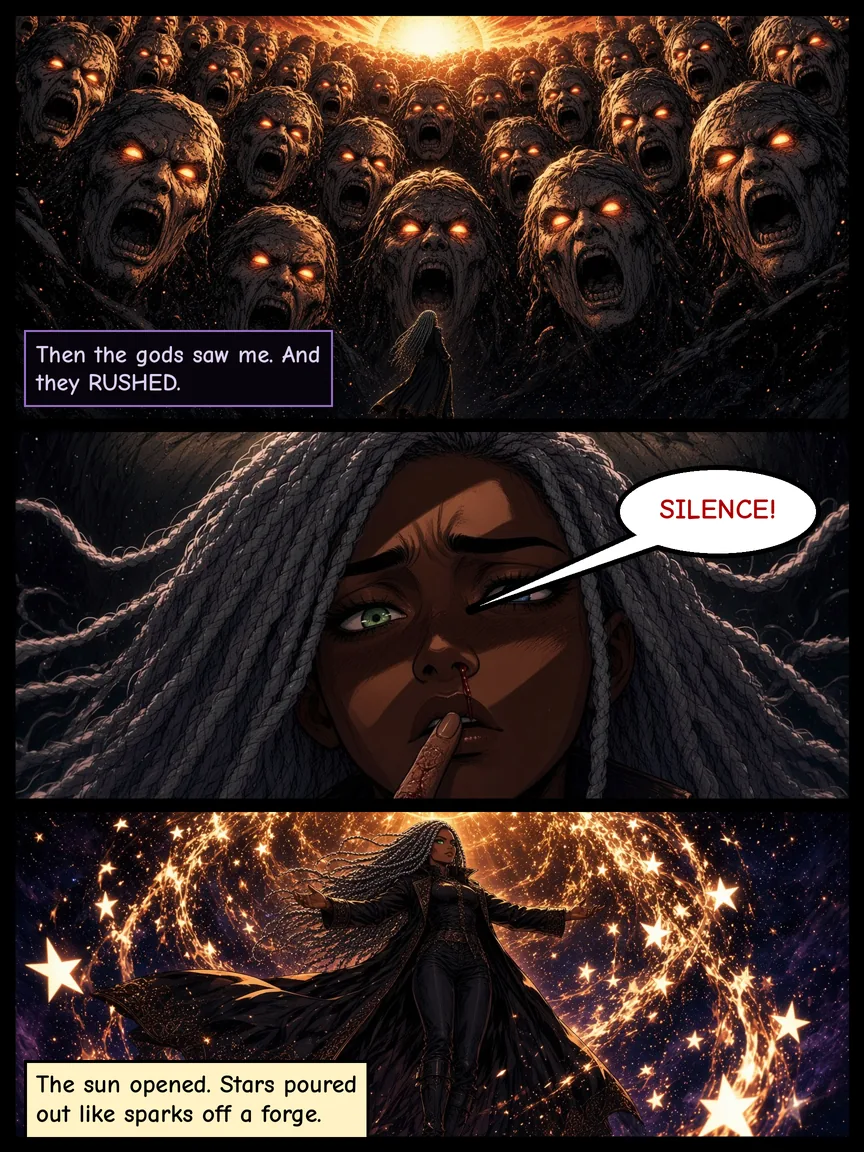 Then the gods saw me. And
they RUSHED.
SILENCE!
The sun opened. Stars poured
out like sparks off a forge.